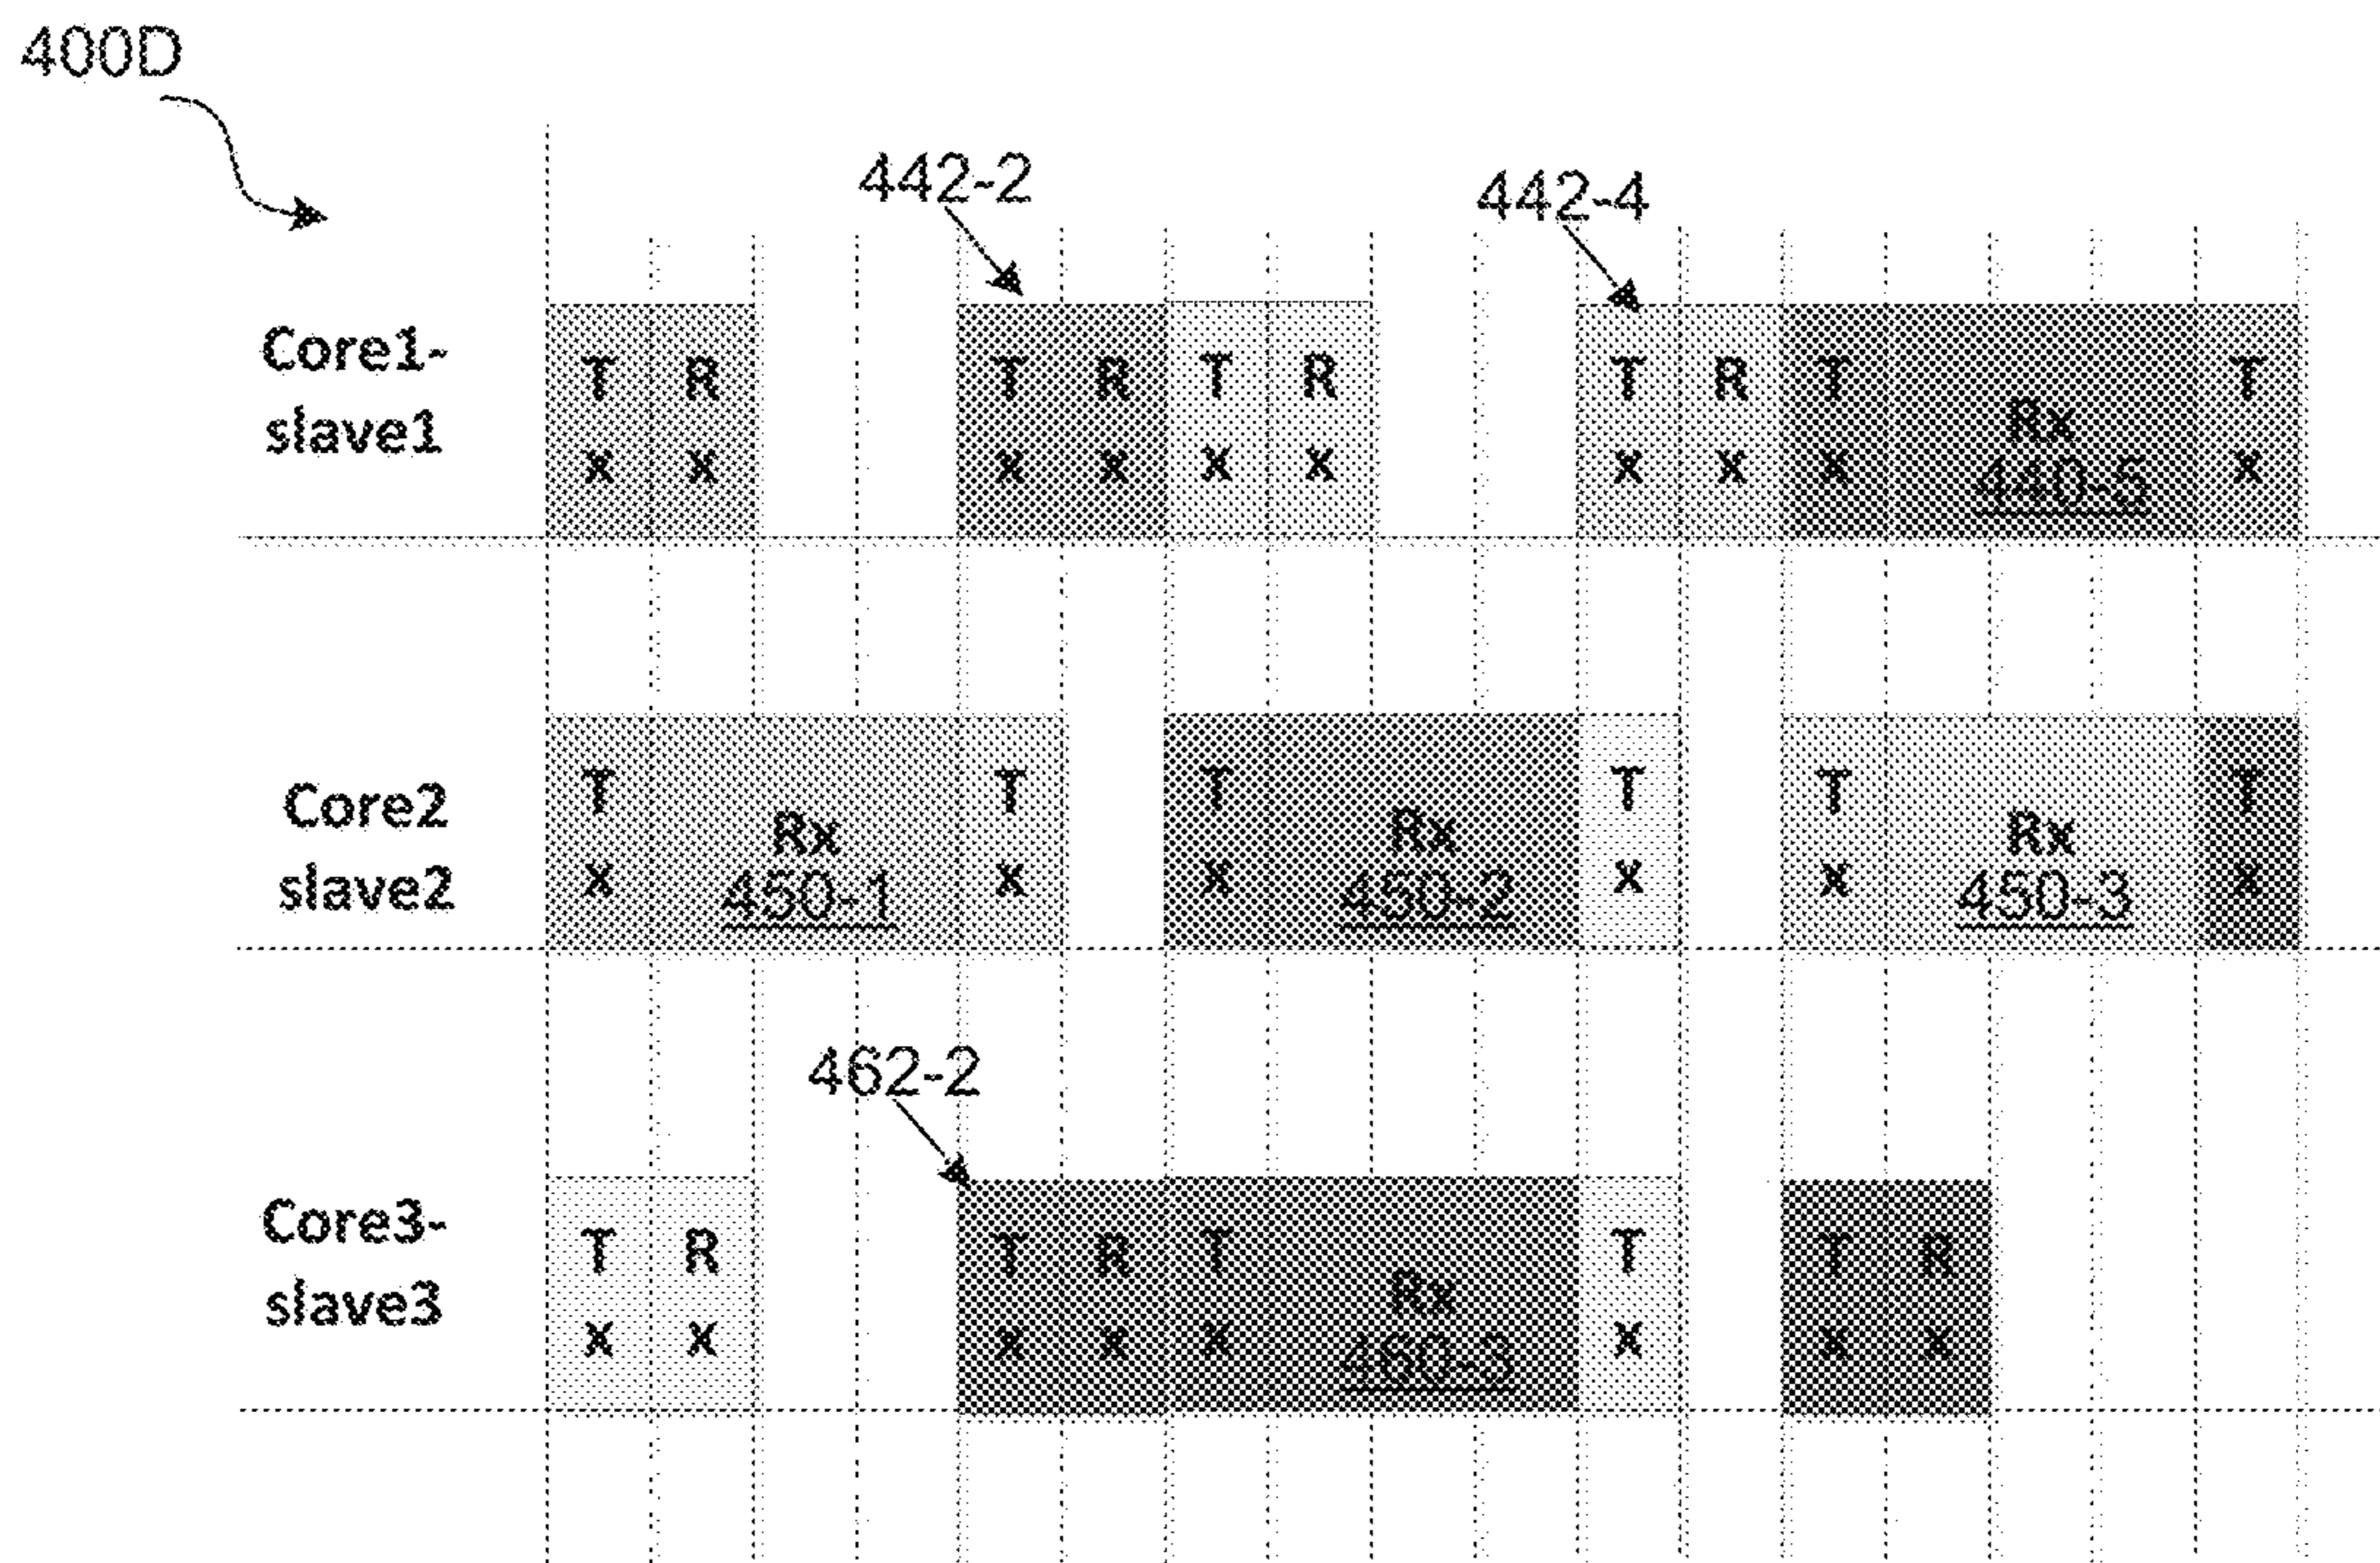 400D
442-2
442-4
Core1-
slave1
T R T R T R T R T T
x x x x x x x x x x
Rx
440-5
Core2
slave2
T T T T T T
x x x x x x
Rx
450-1
Rx
450-2
Rx
450-3
462-2
Core3-
slave3
T R T R T T T R
x x x x x x x x
Rx
460-3